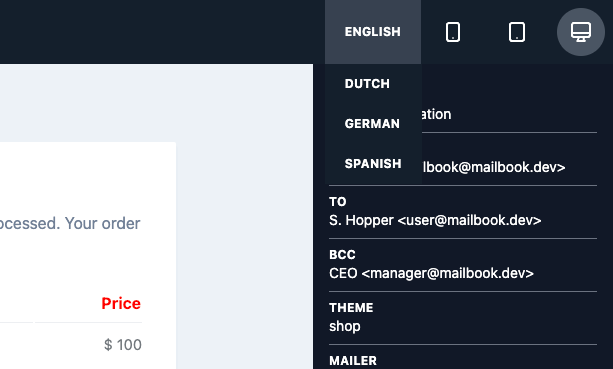 ENGLISH
DUTCH
GERMAN
SPANISH
ocessed. Your order
Price
$ 100
ation
lbook@mailbook.dev>
TO
S. Hopper <user@mailbook.dev>
BCC
CEO <manager@mailbook.dev>
THEME
shop
MAILER